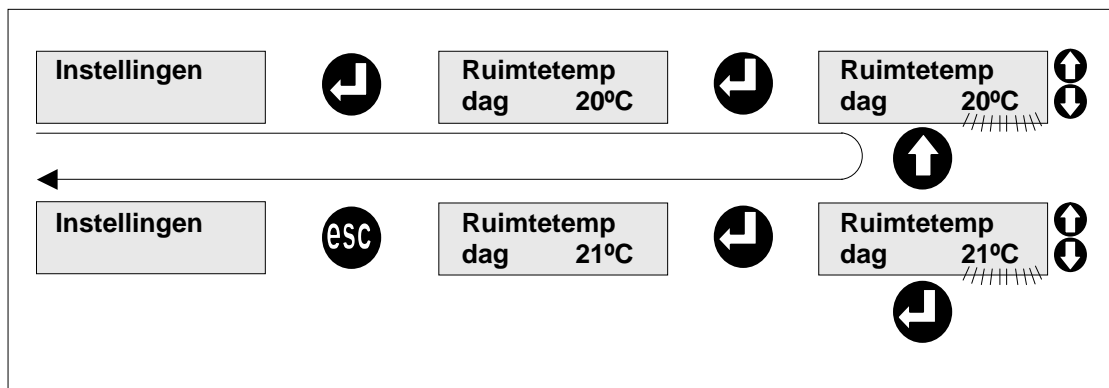 Instellingen
Ruimtetemp
dag 20ºC
Ruimtetemp
dag 20ºC
Instellingen
esc
Ruimtetemp
dag 21ºC
Ruimtetemp
dag 21ºC